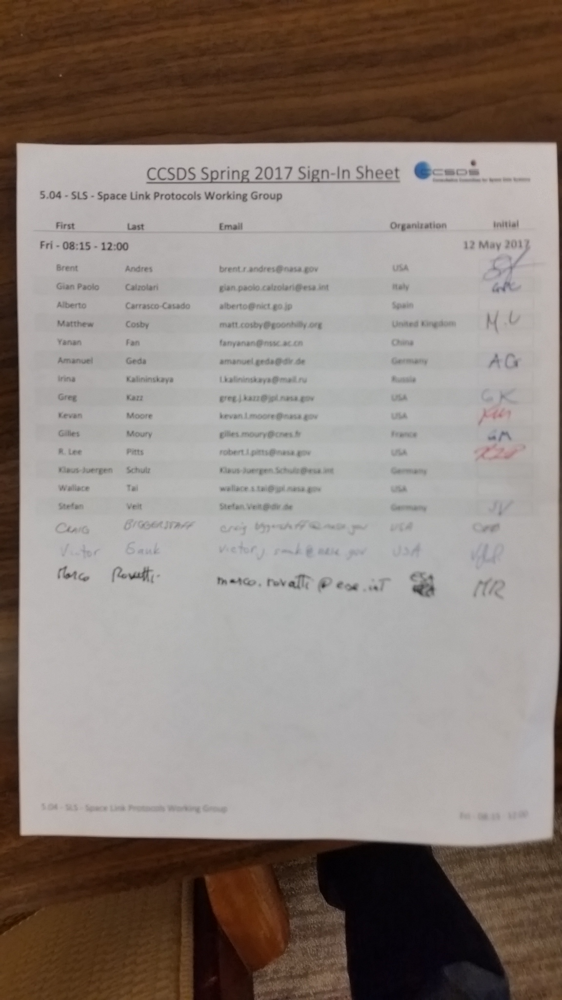 CCSDS Spring 2017 Sign-In Sheet
CCSDS
Consultative Committee for Space Data Systems
5.04 - SLS - Space Link Protocols Working Group
First Last Email Organization Initial
Fri - 08:15 - 12:00 12 May 2017
Brent Andres brent.r.andres@nasa.gov USA
Gian Paolo Calzolari gian.paolo.calzolari@esa.int Italy GPC
Alberto Carrasco-Casado alberto@nict.go.jp Spain
Matthew Cosby matt.cosby@goonhilly.org United Kingdom
Yanan Fan fanyanan@nssc.ac.cn China
Amanuel Geda amanuel.geda@dlr.de Germany AG
Irina Kalininskaya i.kalininskaya@mail.ru Russia
Greg Kazz greg.j.kazz@jpl.nasa.gov USA GK
Kevan Moore kevan.l.moore@nasa.gov USA
Gilles Moury gilles.moury@cnes.fr France GM
R. Lee Pitts robert.l.pitts@nasa.gov USA RLP
Klaus-Juergen Schulz Klaus-Juergen.Schulz@esa.int Germany
Wallace Tai wallace.s.tai@jpl.nasa.gov USA
Stefan Veit Stefan.Veit@dlr.de Germany SV
CRAIG BIGGERSTAFF craig.biggerstaff@nasa.gov USA
Victor Sank victor.j.sank@nasa.gov USA
Marco Rovatti marco.rovatti@esa.int ESA MR
5.04 - SLS - Space Link Protocols Working Group Fri - 08:15 - 12:00